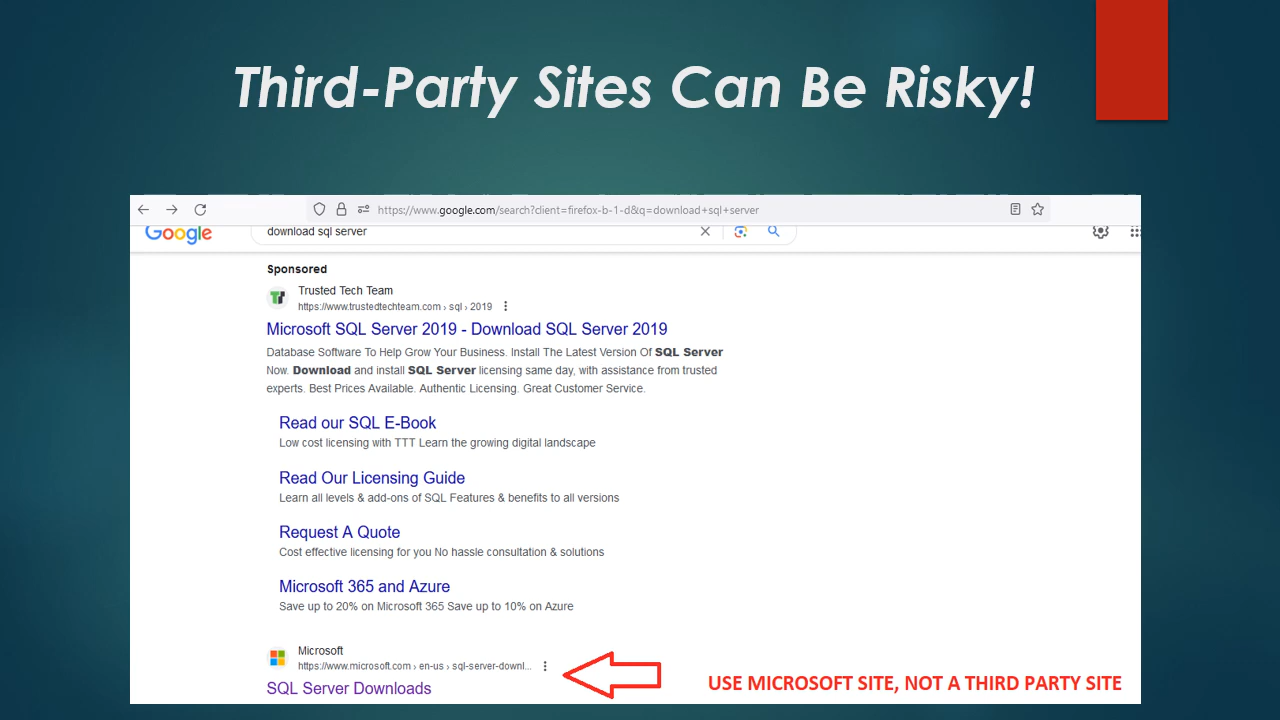 Third-Party Sites Can Be Risky!
https://www.google.com/search?client=firefox-b-1-d&q=download+sql+server
Google
download sql server
Sponsored
Trusted Tech Team
https://www.trustedtechteam.com › sql › 2019
Microsoft SQL Server 2019 - Download SQL Server 2019
Database Software To Help Grow Your Business. Install The Latest Version Of SQL Server
Now. Download and install SQL Server licensing same day, with assistance from trusted
experts. Best Prices Available. Authentic Licensing. Great Customer Service.
Read our SQL E-Book
Low cost licensing with TTT Learn the growing digital landscape
Read Our Licensing Guide
Learn all levels & add-ons of SQL Features & benefits to all versions
Request A Quote
Cost effective licensing for you No hassle consultation & solutions
Microsoft 365 and Azure
Save up to 20% on Microsoft 365 Save up to 10% on Azure
Microsoft
https://www.microsoft.com › en-us › sql-server-downl...
SQL Server Downloads
USE MICROSOFT SITE, NOT A THIRD PARTY SITE